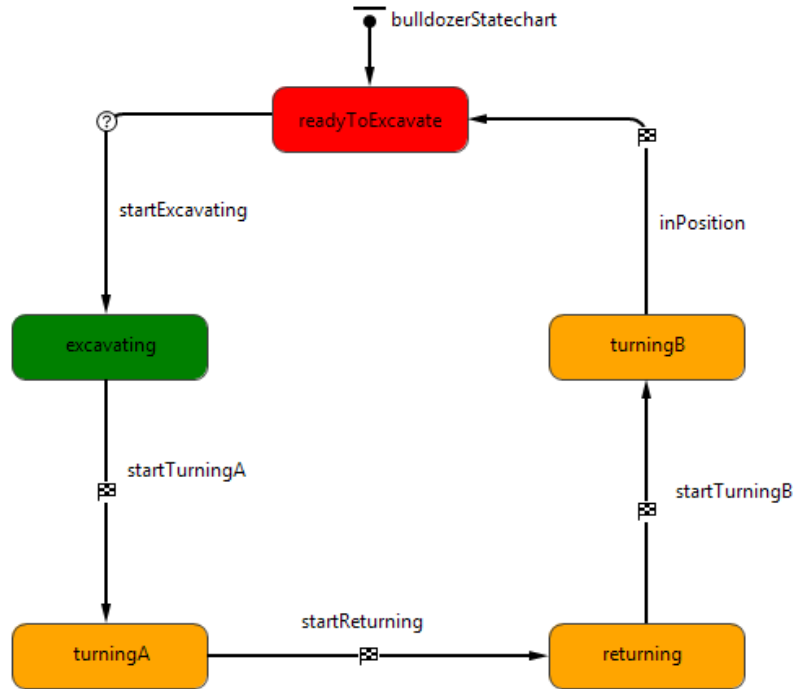 bulldozerStatechart
readyToExcavate
?
startExcavating
inPosition
excavating
turningB
startTurningA
startTurningB
startReturning
turningA
returning